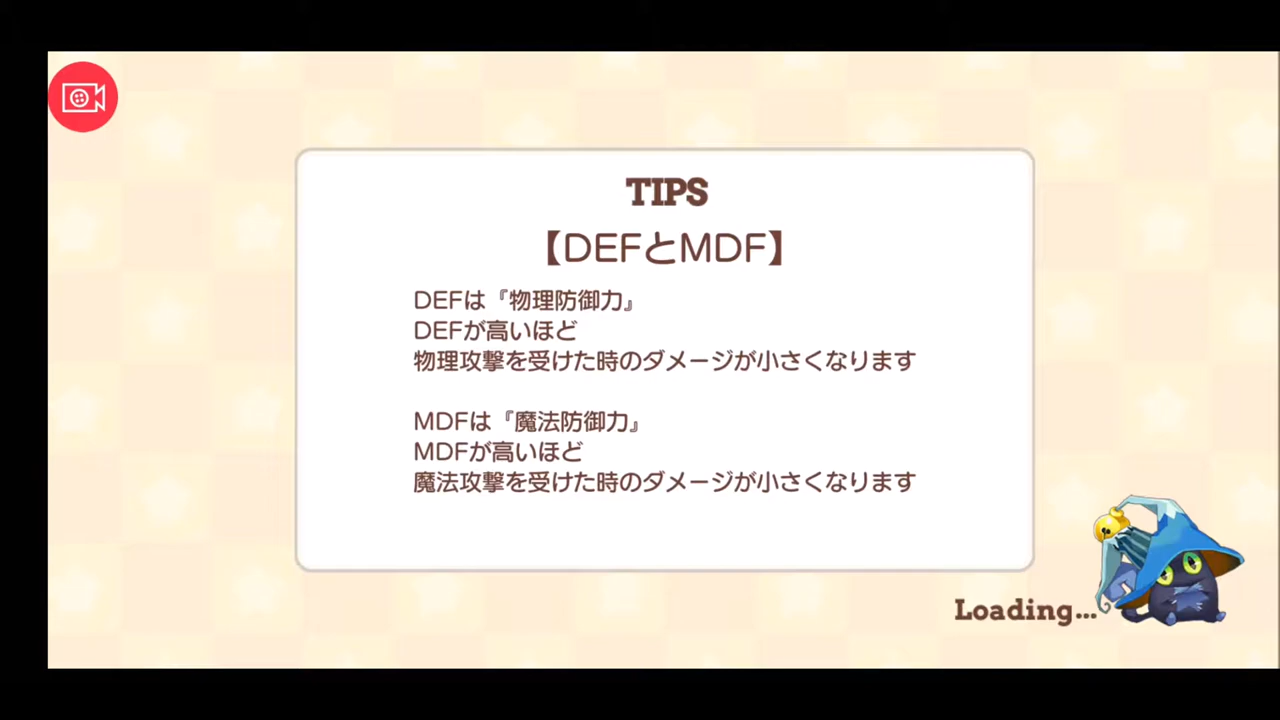 TIPS
【DEFとMDF】
DEFは『物理防御力』
DEFが高いほど
物理攻撃を受けた時のダメージが小さくなります
MDFは『魔法防御力』
MDFが高いほど
魔法攻撃を受けた時のダメージが小さくなります
Loading...